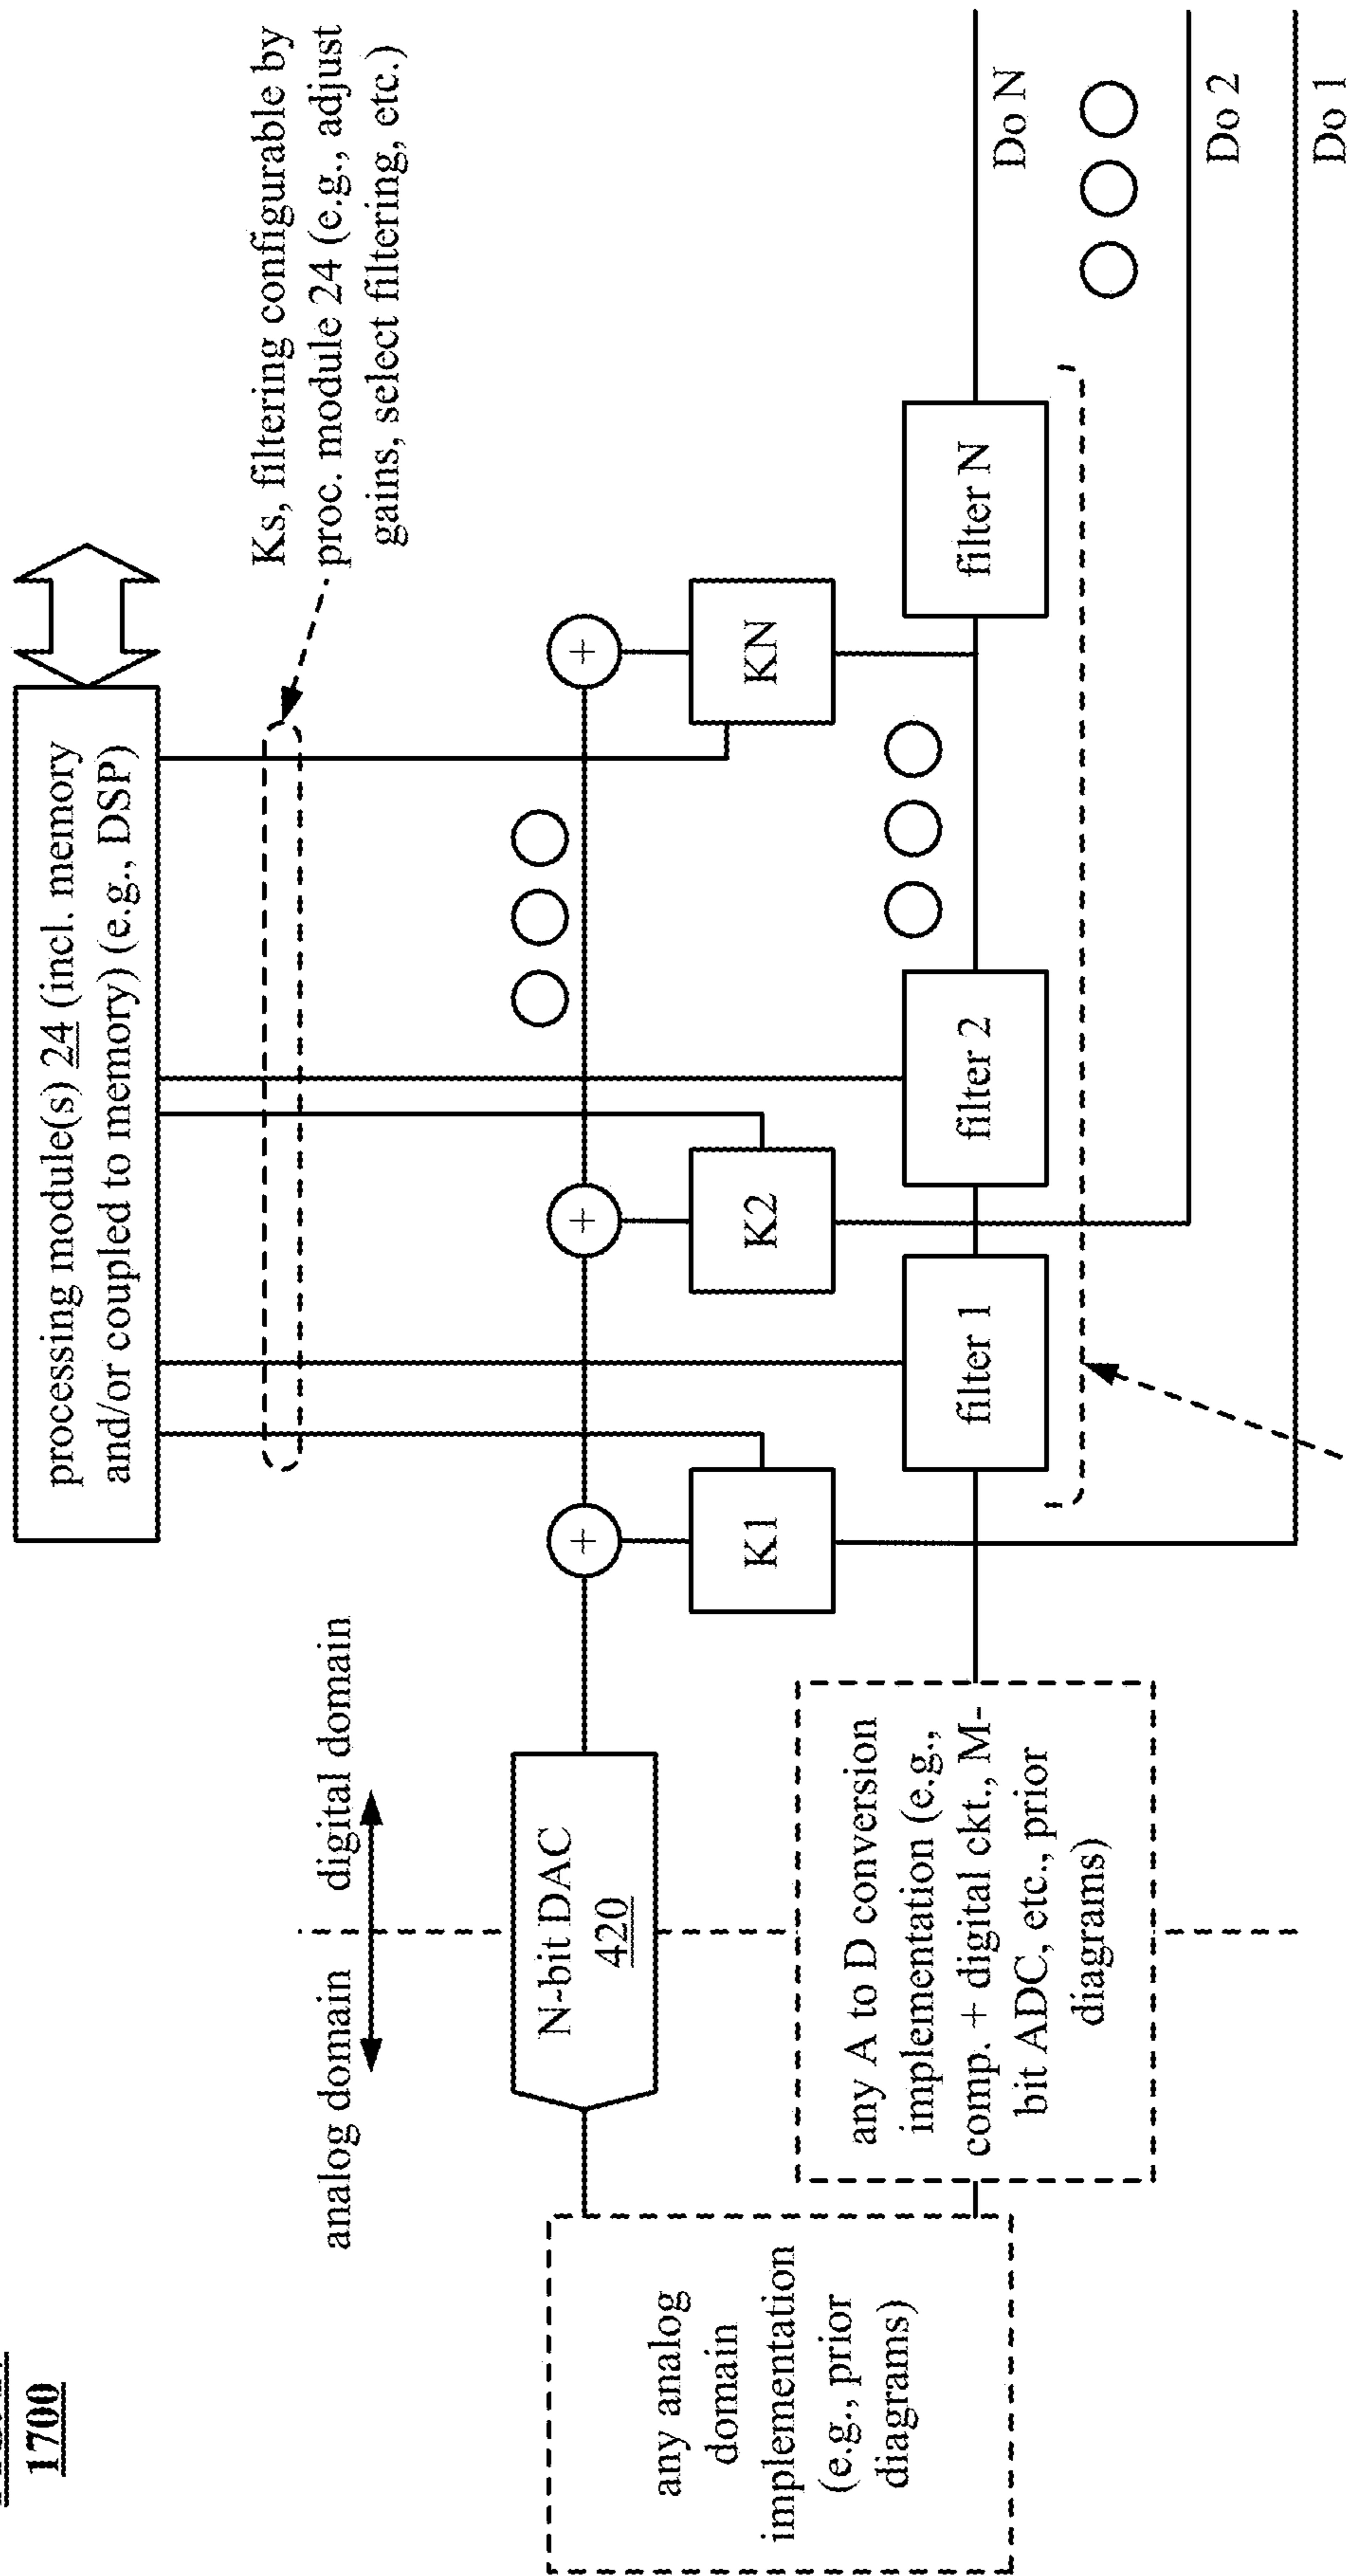 1700
processing module(s) 24 (incl. memory
and/or coupled to memory) (e.g., DSP)
Ks, filtering configurable by
proc. module 24 (e.g., adjust
gains, select filtering, etc.)
analog domain
digital domain
N-bit DAC
420
+
+
+
K1
K2
KN
any analog
domain
implementation
(e.g., prior
diagrams)
any A to D conversion
implementation (e.g.,
comp. + digital ckt., M-
bit ADC, etc., prior
diagrams)
filter 1
filter 2
filter N
Do N
Do 2
Do 1